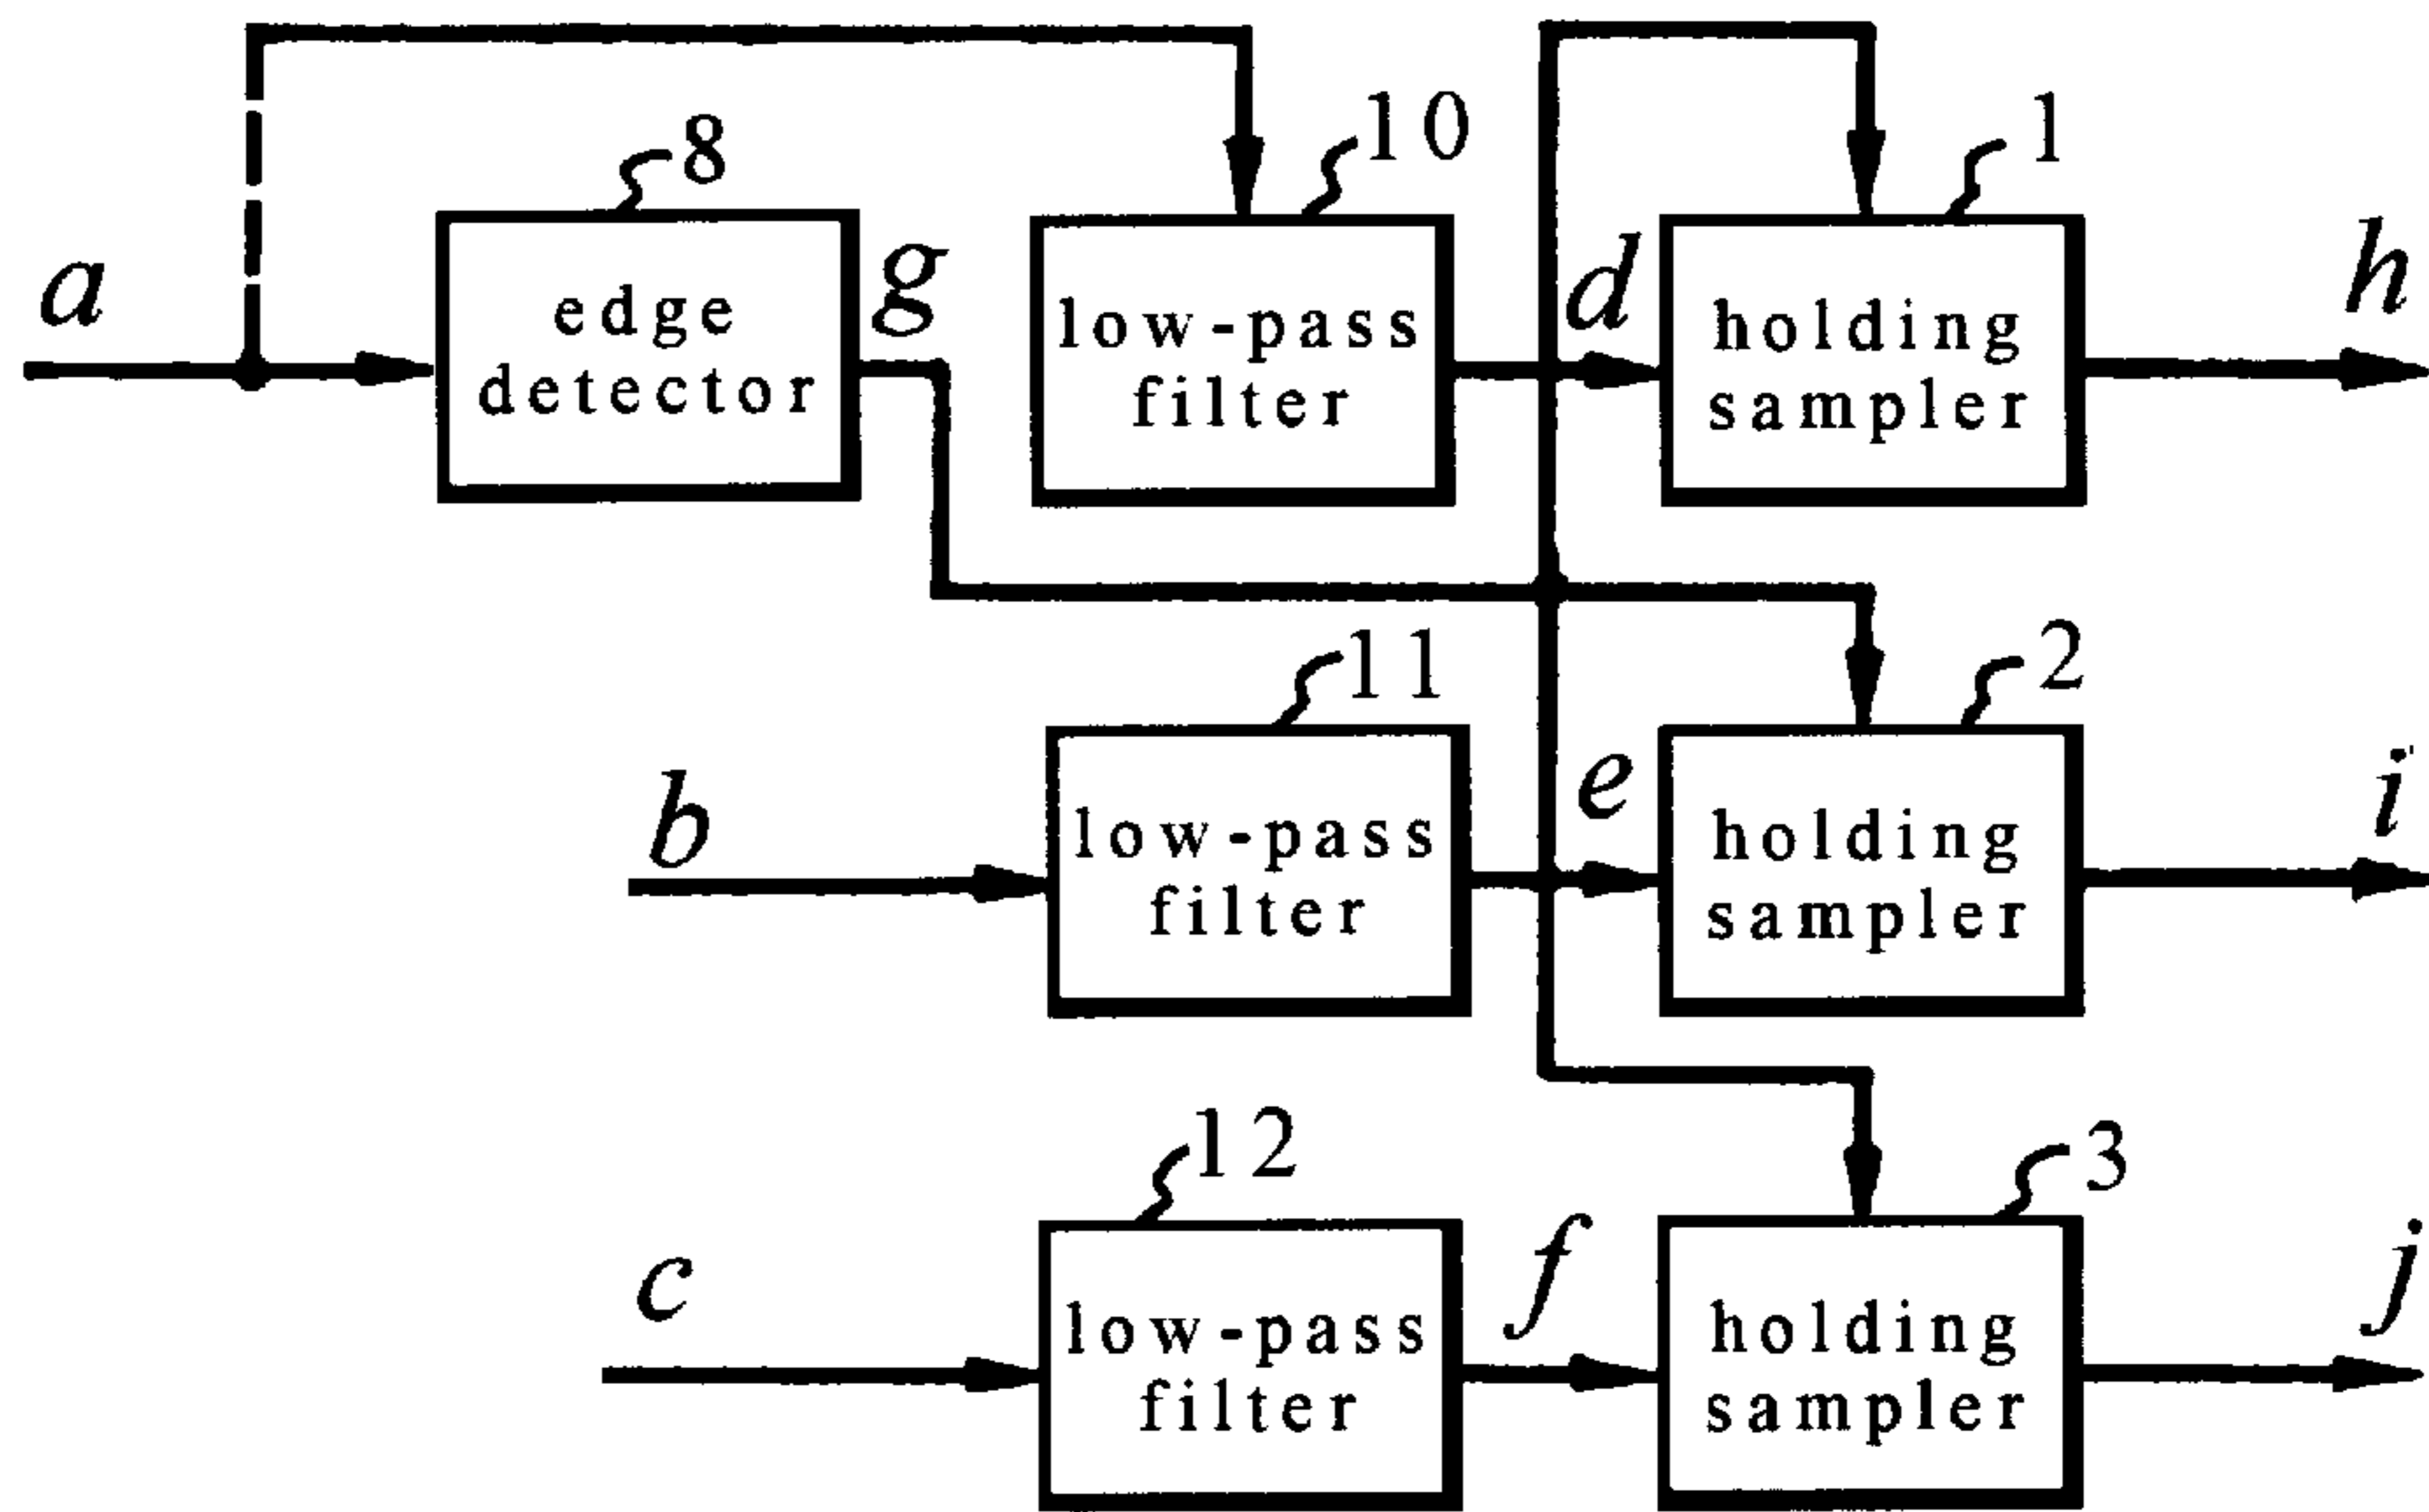 8
10
1
a
edge
detector
g
low-pass
filter
d
holding
sampler
h
11
2
b
low-pass
filter
e
holding
sampler
i
12
3
c
low-pass
filter
f
holding
sampler
j